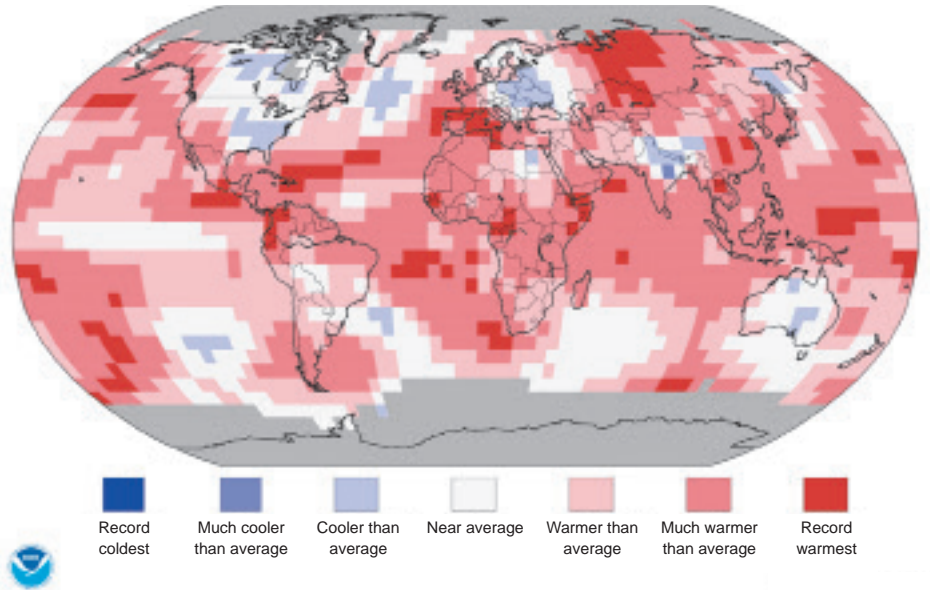 Record
coldest
Much cooler
than average
Cooler than
average
Near average
Warmer than
average
Much warmer
than average
Record
warmest